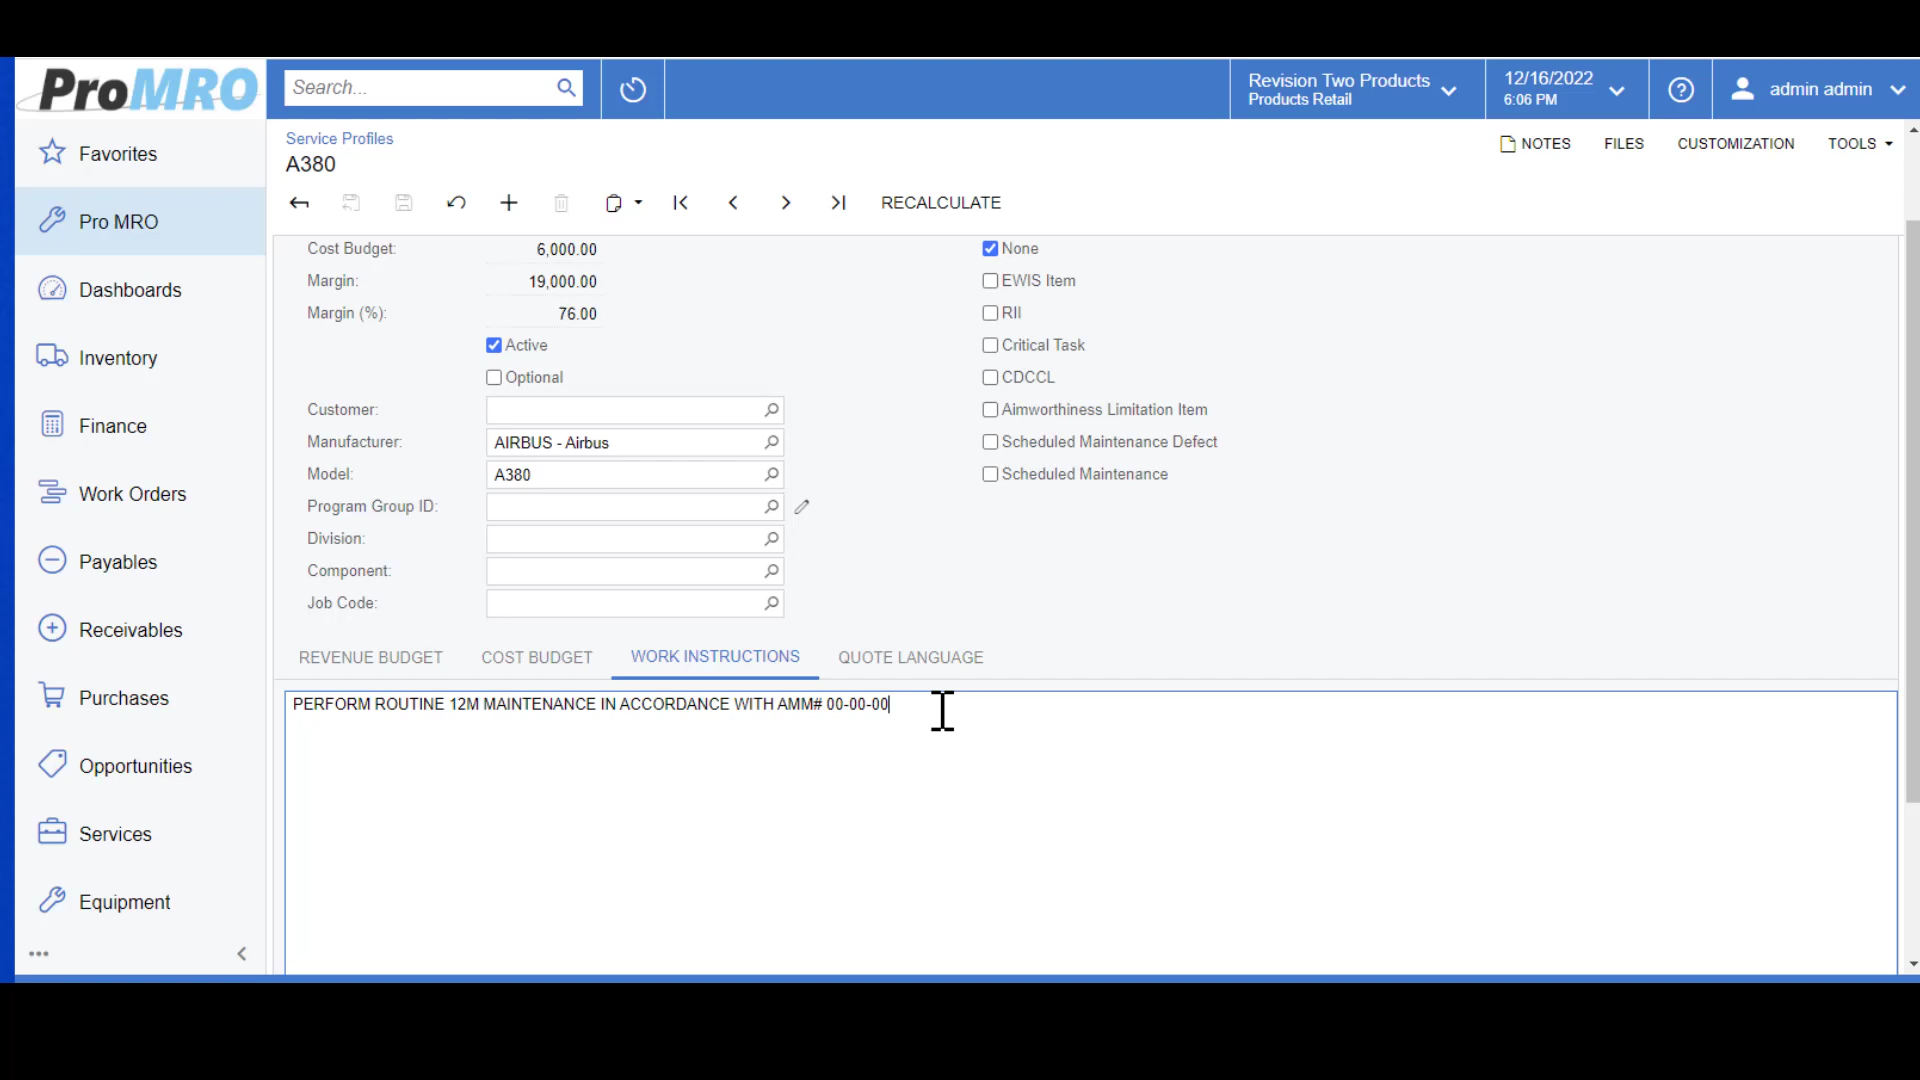 ProMRO
Search...
Revision Two Products
Products Retail
12/16/2022
6:06 PM
admin admin
Favorites
Pro MRO
Dashboards
Inventory
Finance
Work Orders
Payables
Receivables
Purchases
Opportunities
Services
Equipment
Service Profiles
A380
NOTES FILES CUSTOMIZATION TOOLS
RECALCULATE
Cost Budget: 6,000.00
Margin: 19,000.00
Margin (%): 76.00
Active
Optional
Customer:
Manufacturer: AIRBUS - Airbus
Model: A380
Program Group ID:
Division:
Component:
Job Code:
None
EWIS Item
RII
Critical Task
CDCCL
Aimworthiness Limitation Item
Scheduled Maintenance Defect
Scheduled Maintenance
REVENUE BUDGET COST BUDGET WORK INSTRUCTIONS QUOTE LANGUAGE
PERFORM ROUTINE 12M MAINTENANCE IN ACCORDANCE WITH AMM# 00-00-00